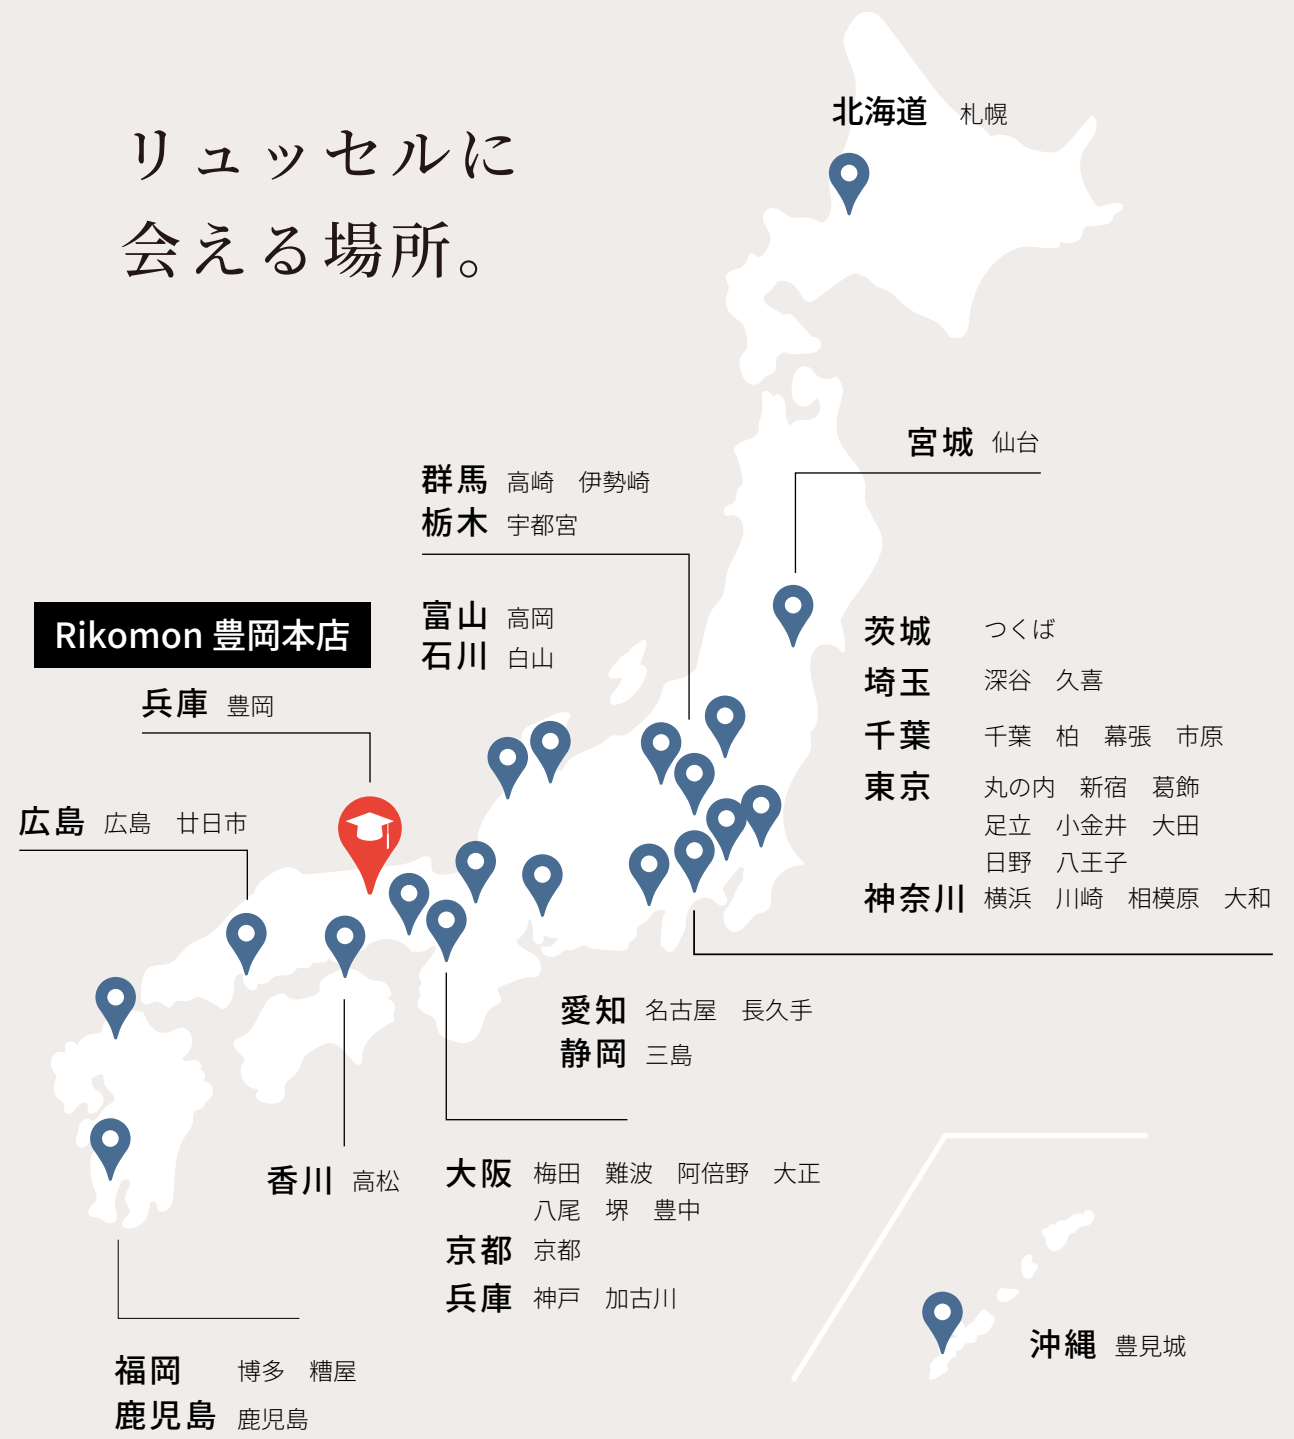 リュッセルに
会える場所。
北海道 札幌
宮城 仙台
群馬 高崎 伊勢崎
栃木 宇都宮
富山 高岡
石川 白山
Rikomon 豊岡本店
兵庫 豊岡
広島 広島 廿日市
茨城 つくば
埼玉 深谷 久喜
千葉 千葉 柏 幕張 市原
東京 丸の内 新宿 葛飾
足立 小金井 大田
日野 八王子
神奈川 横浜 川崎 相模原 大和
愛知 名古屋 長久手
静岡 三島
香川 高松
大阪 梅田 難波 阿倍野 大正
八尾 堺 豊中
京都 京都
兵庫 神戸 加古川
福岡 博多 糟屋
鹿児島 鹿児島
沖縄 豊見城